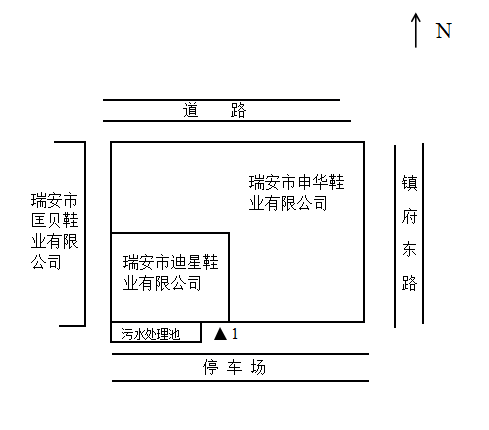 N
道 路
瑞安市申华鞋
业有限公司
镇
府
东
路
瑞安市
匡贝鞋
业有限
公司
瑞安市迪星鞋
业有限公司
污水处理池
▲1
停 车 场